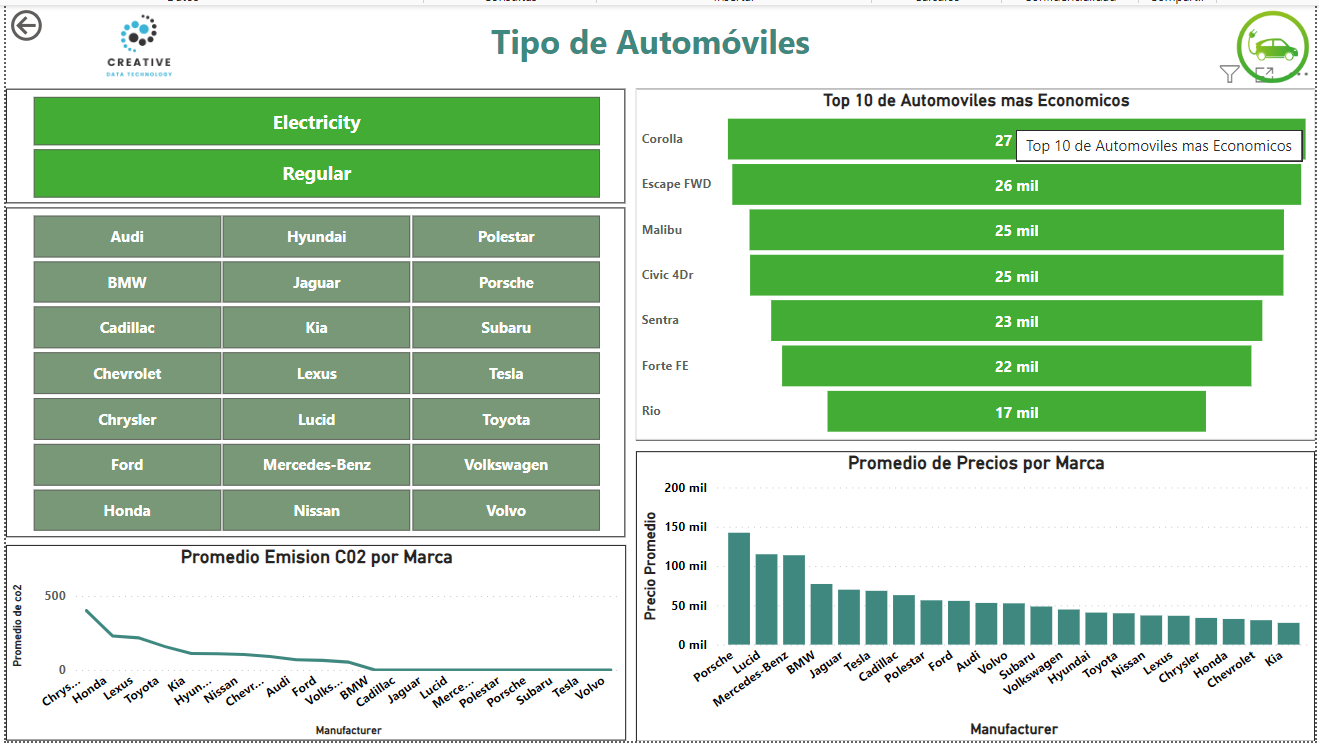 CREATIVE
DATA TECHNOLOGY
Tipo de Automóviles
Electricity
Regular
Audi
Hyundai
Polestar
BMW
Jaguar
Porsche
Cadillac
Kia
Subaru
Chevrolet
Lexus
Tesla
Chrysler
Lucid
Toyota
Ford
Mercedes-Benz
Volkswagen
Honda
Nissan
Volvo
Promedio Emision C02 por Marca
Promedio de co2
500
0
Chrys...
Honda
Lexus
Toyota
Kia
Hyun...
Nissan
Chevr...
Audi
Ford
Volks...
BMW
Cadillac
Jaguar
Lucid
Merce...
Polestar
Porsche
Subaru
Tesla
Volvo
Manufacturer
Top 10 de Automoviles mas Economicos
Corolla
27
Top 10 de Automoviles mas Economicos
Escape FWD
26 mil
Malibu
25 mil
Civic 4Dr
25 mil
Sentra
23 mil
Forte FE
22 mil
Rio
17 mil
Promedio de Precios por Marca
Precio Promedio
200 mil
150 mil
100 mil
50 mil
0 mil
Porsche
Lucid
Mercedes-Benz
BMW
Jaguar
Tesla
Cadillac
Polestar
Ford
Audi
Volvo
Subaru
Volkswagen
Hyundai
Toyota
Nissan
Lexus
Chrysler
Honda
Chevrolet
Kia
Manufacturer